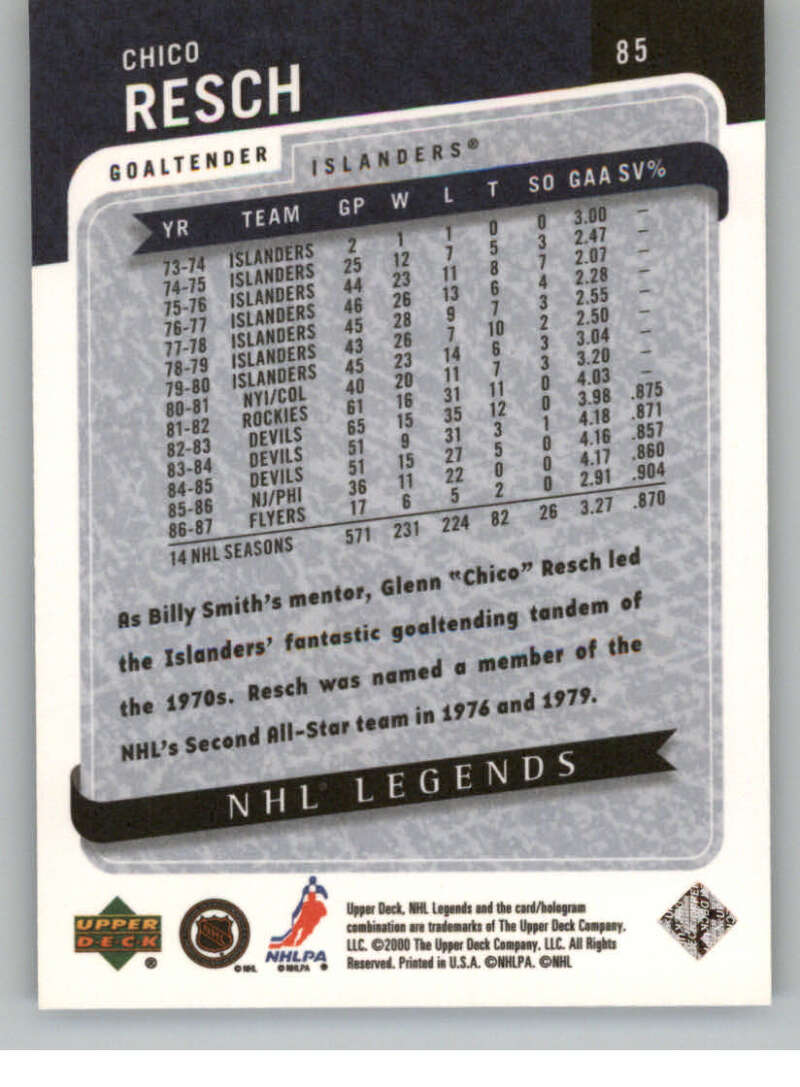 CHICO
RESCH
85
GOALTENDER
ISLANDERS®
YR TEAM GP W L T SO GAA SV%
73-74 ISLANDERS 2 1 1 0 0 3.00 –
74-75 ISLANDERS 25 12 7 5 3 2.47 –
75-76 ISLANDERS 44 23 11 8 7 2.07 –
76-77 ISLANDERS 46 26 13 6 4 2.28 –
77-78 ISLANDERS 45 28 9 7 3 2.55 –
78-79 ISLANDERS 43 26 7 10 2 2.50 –
79-80 ISLANDERS 45 23 14 6 3 3.04 –
80-81 NYI/COL 40 20 11 7 3 3.20 –
81-82 ROCKIES 61 16 31 11 0 4.03 –
82-83 DEVILS 65 15 35 12 0 3.98 .875
83-84 DEVILS 51 9 31 3 1 4.18 .871
84-85 DEVILS 51 15 27 5 0 4.16 .857
85-86 NJ/PHI 36 11 22 0 0 4.17 .860
86-87 FLYERS 17 6 5 2 0 2.91 .904
14 NHL SEASONS 571 231 224 82 26 3.27 .870
As Billy Smith's mentor, Glenn "Chico" Resch led
the Islanders' fantastic goaltending tandem of
the 1970s. Resch was named a member of the
NHL's Second All-Star team in 1976 and 1979.
NHL LEGENDS
UPPER
DECK
®
NHL
© NHL
NHLPA
© NHLPA ®
Upper Deck, NHL Legends and the card/hologram
combination are trademarks of The Upper Deck Company,
LLC. ©2000 The Upper Deck Company, LLC. All Rights
Reserved. Printed in U.S.A. ©NHLPA. ©NHL